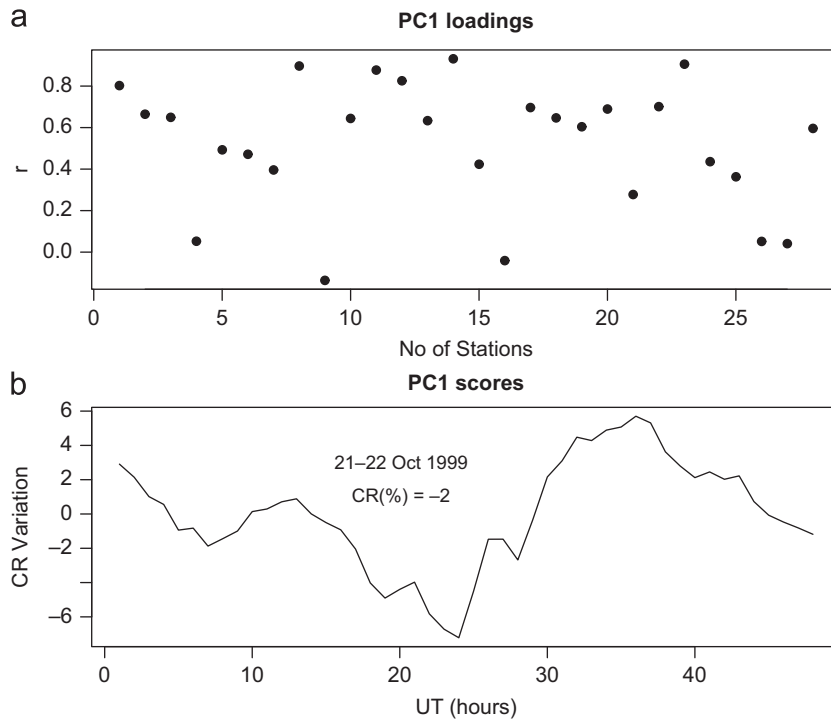 a
PC1 loadings
0.8
0.6
0.4
0.2
0.0
r
0 5 10 15 20 25
No of Stations
b
PC1 scores
6
4
2
0
−2
−6
CR Variation
21–22 Oct 1999
CR(%) = –2
0 10 20 30 40
UT (hours)